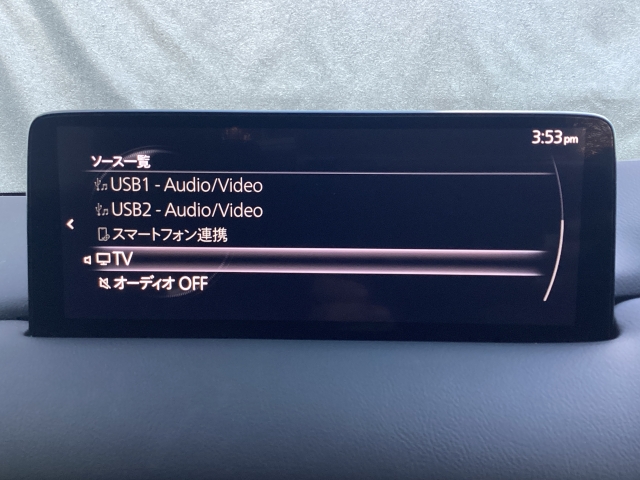 3:53pm
ソース一覧
USB1 - Audio/Video
USB2 - Audio/Video
スマートフォン連携
TV
オーディオ OFF